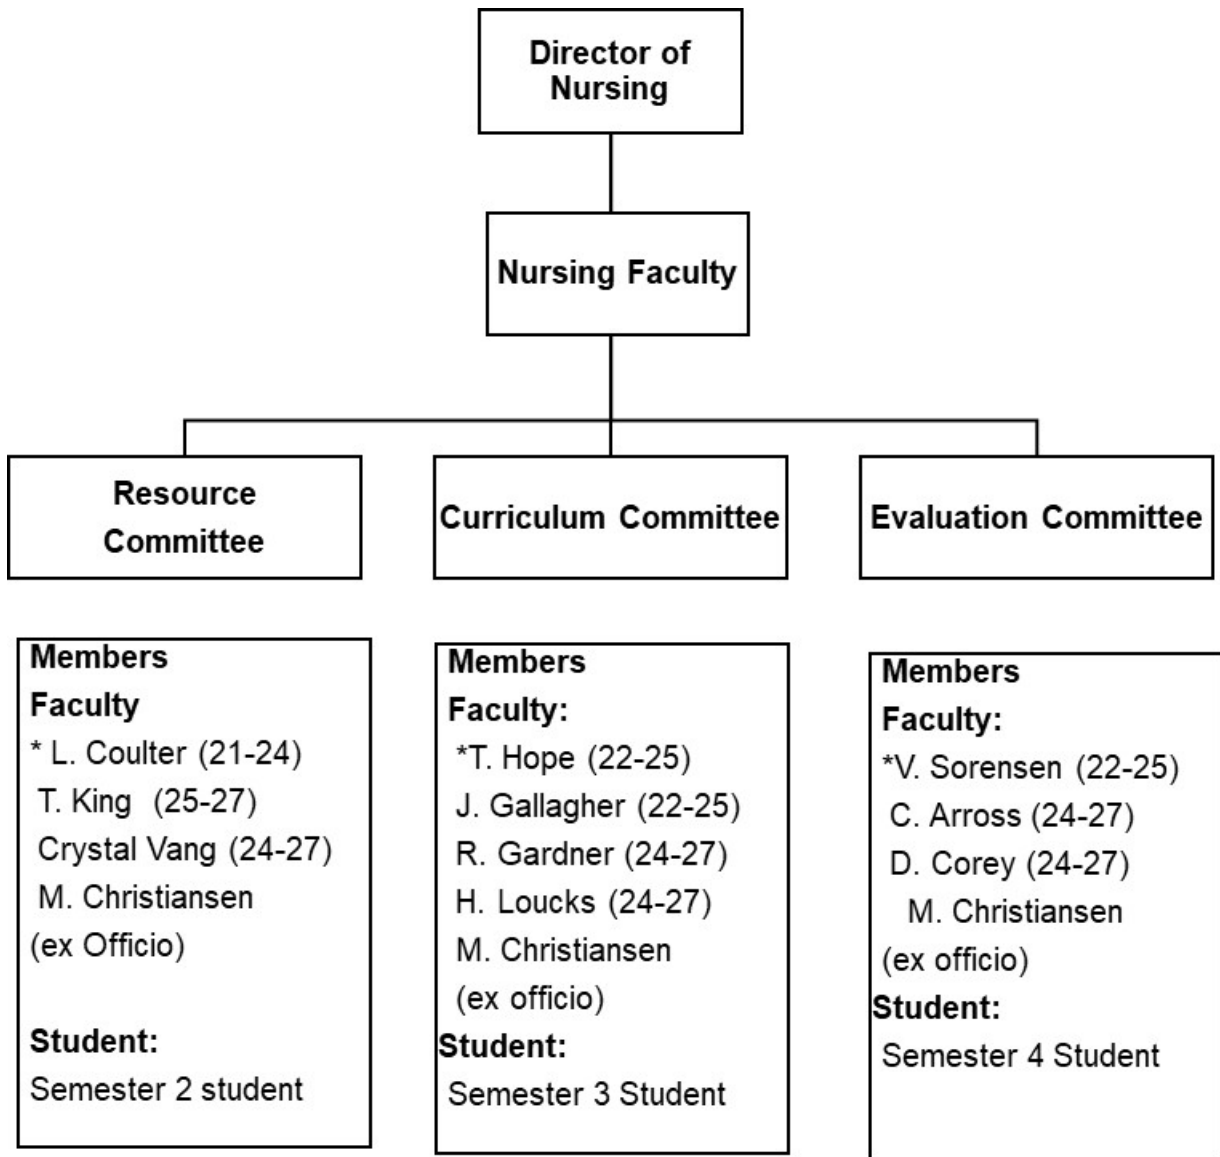 Director of
Nursing
Nursing Faculty
Resource
Committee
Curriculum Committee
Evaluation Committee
Members
Faculty
* L. Coulter (21-24)
T. King (25-27)
Crystal Vang (24-27)
M. Christiansen
(ex Officio)
Student:
Semester 2 student
Members
Faculty:
*T. Hope (22-25)
J. Gallagher (22-25)
R. Gardner (24-27)
H. Loucks (24-27)
M. Christiansen
(ex officio)
Student:
Semester 3 Student
Members
Faculty:
*V. Sorensen (22-25)
C. Arross (24-27)
D. Corey (24-27)
M. Christiansen
(ex officio)
Student:
Semester 4 Student